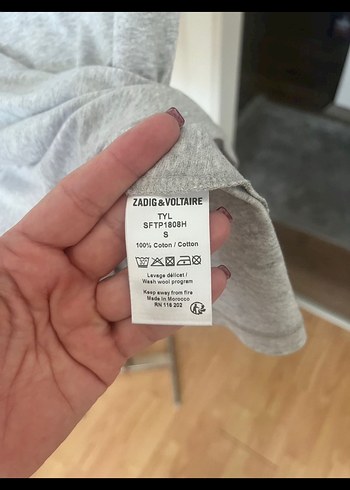 ZADIG & VOLTAIRE
TYL
SFTP1808H
S
100% Coton / Cotton
Lavage délicat /
Wash wool program
Keep away from fire
Made in Morocco
RN 116 202